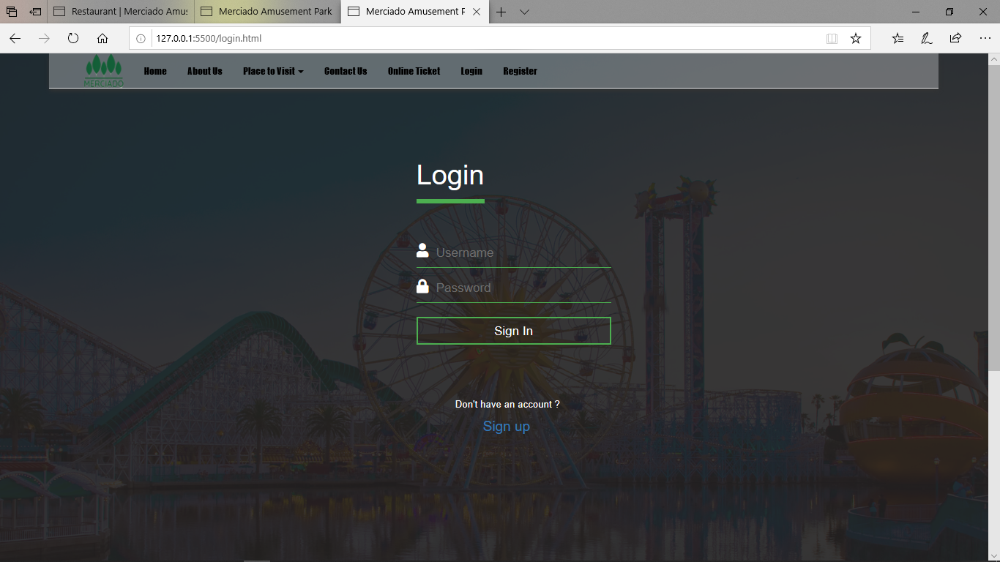 Restaurant | Merciado Amus
Merciado Amusement Park
Merciado Amusement P
127.0.0.1:5500/login.html
MERCIADO
Home About Us Place to Visit Contact Us Online Ticket Login Register
Login
Username
Password
Sign In
Don't have an account ?
Sign up